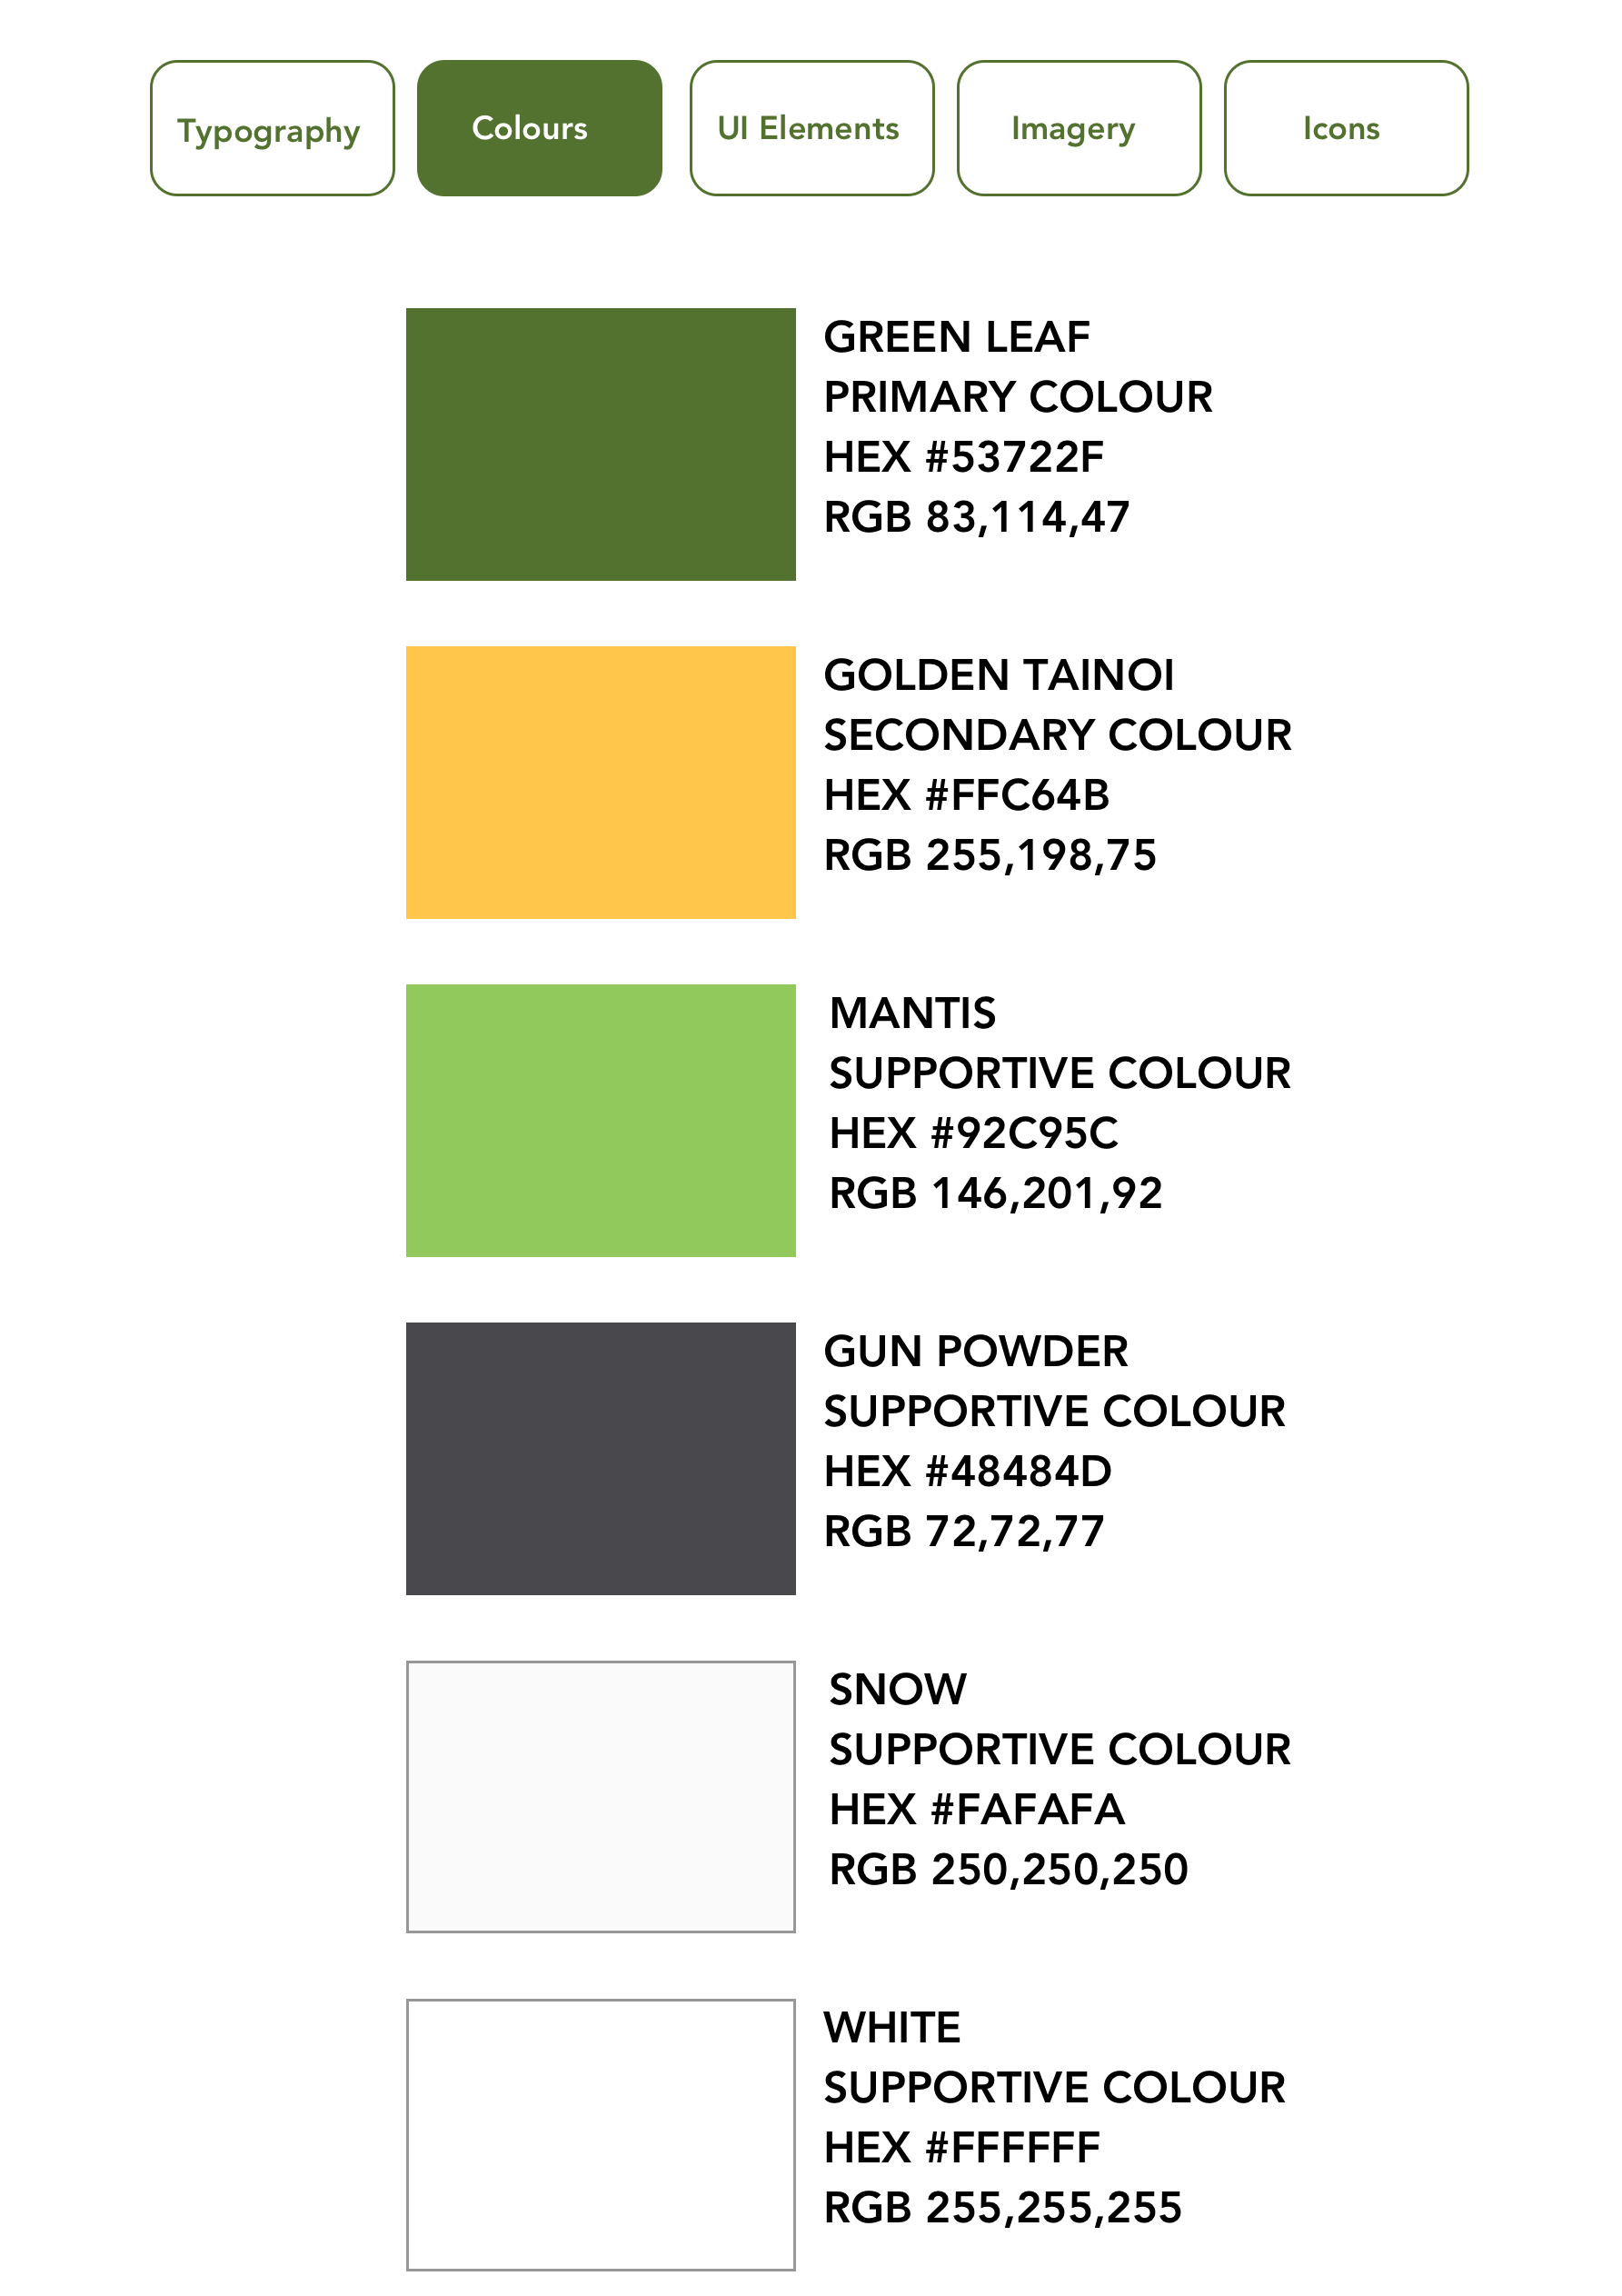 Typography
Colours
UI Elements
Imagery
Icons
GREEN LEAF
PRIMARY COLOUR
HEX #53722F
RGB 83,114,47
GOLDEN TAINOI
SECONDARY COLOUR
HEX #FFC64B
RGB 255,198,75
MANTIS
SUPPORTIVE COLOUR
HEX #92C95C
RGB 146,201,92
GUN POWDER
SUPPORTIVE COLOUR
HEX #48484D
RGB 72,72,77
SNOW
SUPPORTIVE COLOUR
HEX #FAFAFA
RGB 250,250,250
WHITE
SUPPORTIVE COLOUR
HEX #FFFFFF
RGB 255,255,255